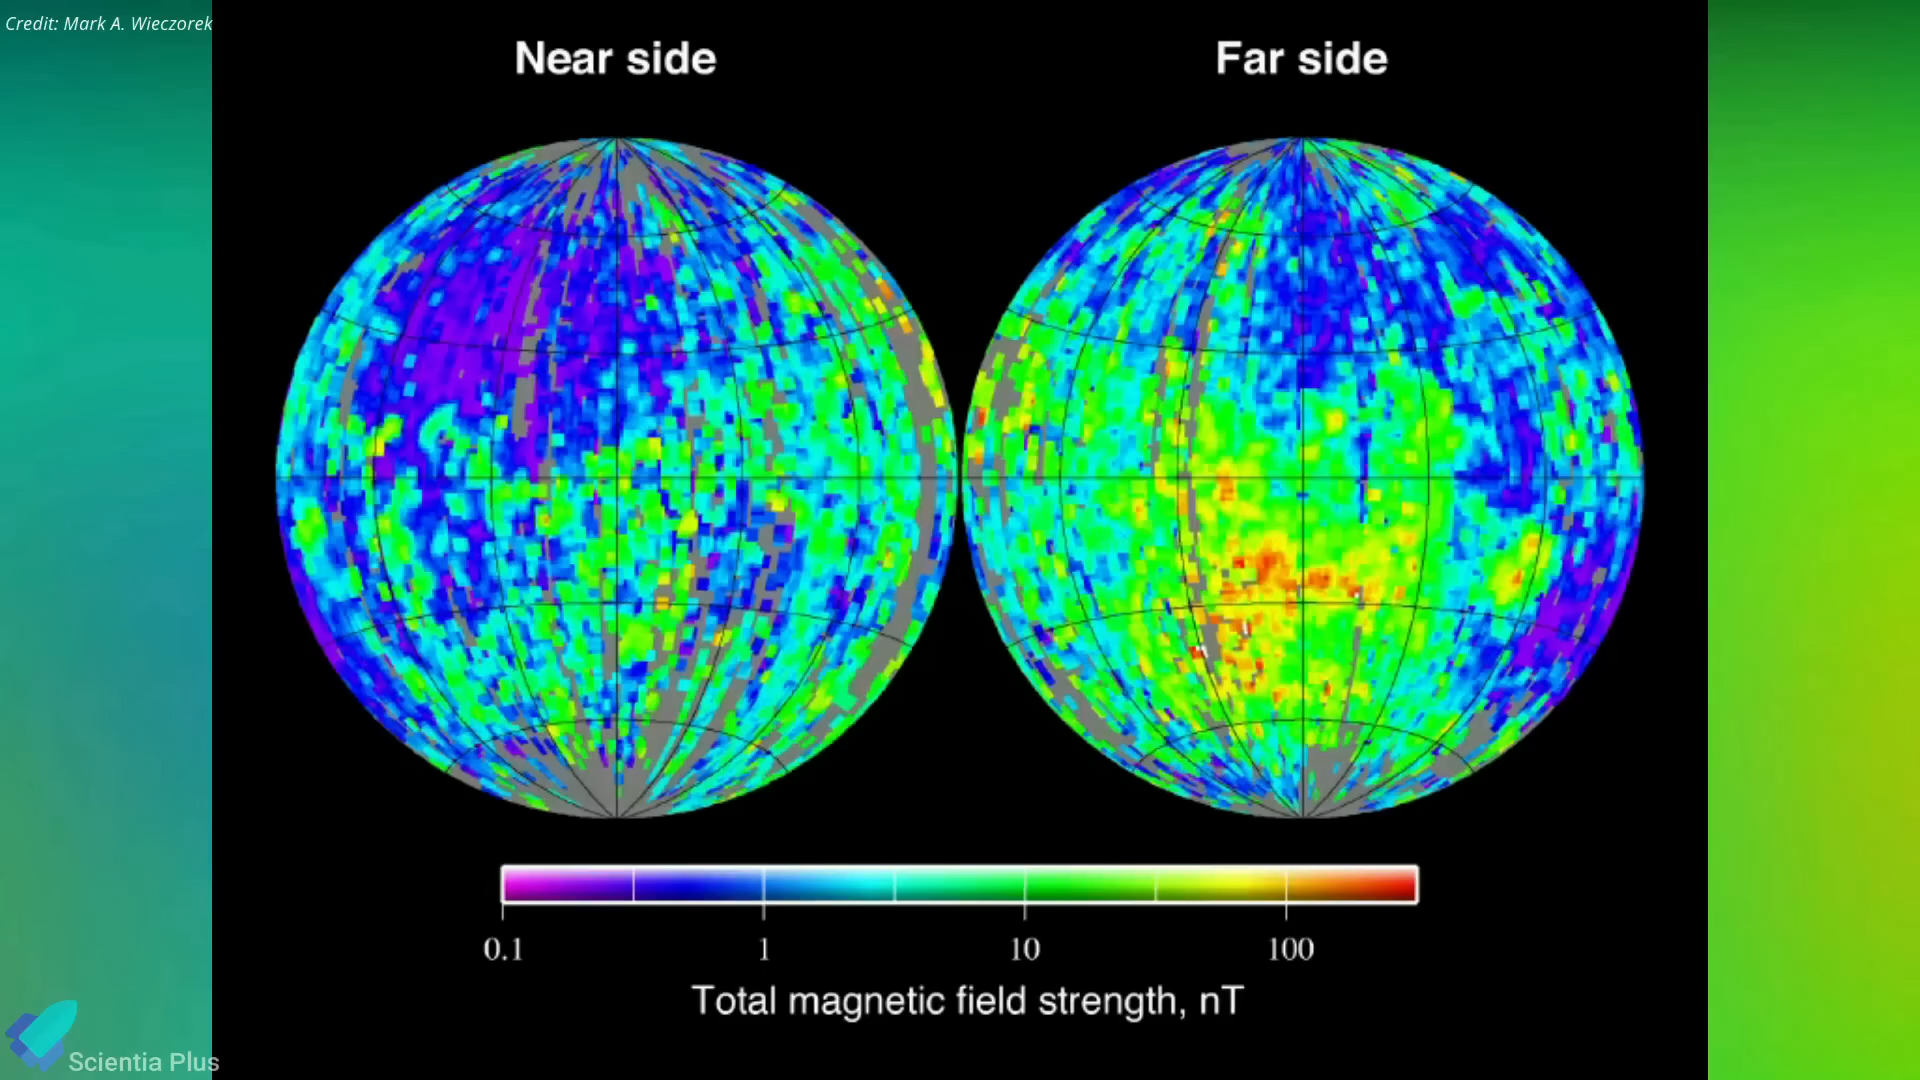 Credit: Mark A. Wieczorek
Near side
Far side
0.1
1
10
100
Total magnetic field strength, nT
Scientia Plus